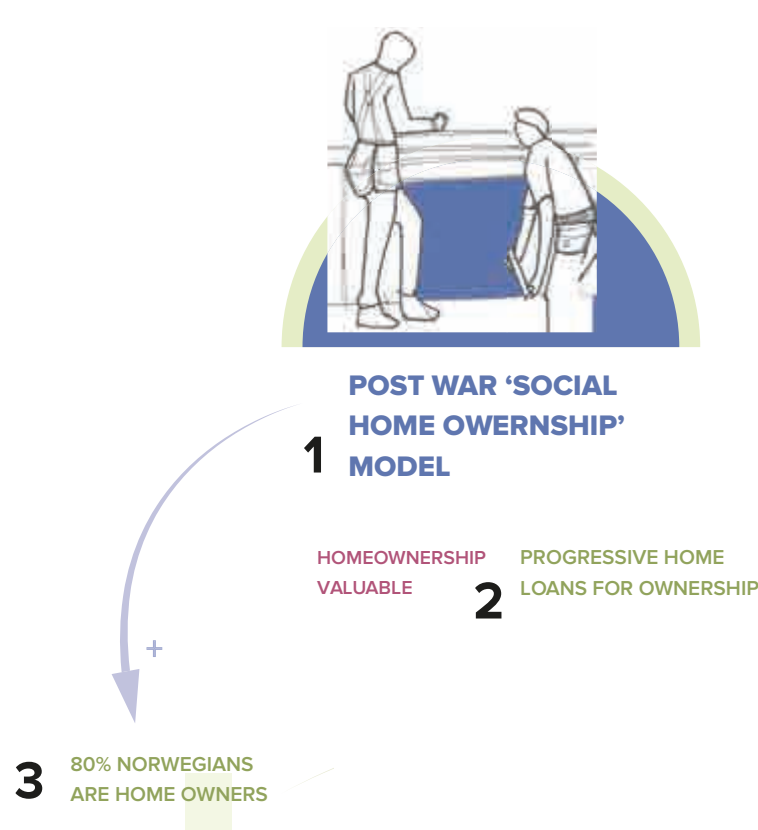 POST WAR ‘SOCIAL
HOME OWERNSHIP’
MODEL
1
HOMEOWNERSHIP
VALUABLE
2
PROGRESSIVE HOME
LOANS FOR OWNERSHIP
+
3
80% NORWEGIANS
ARE HOME OWNERS